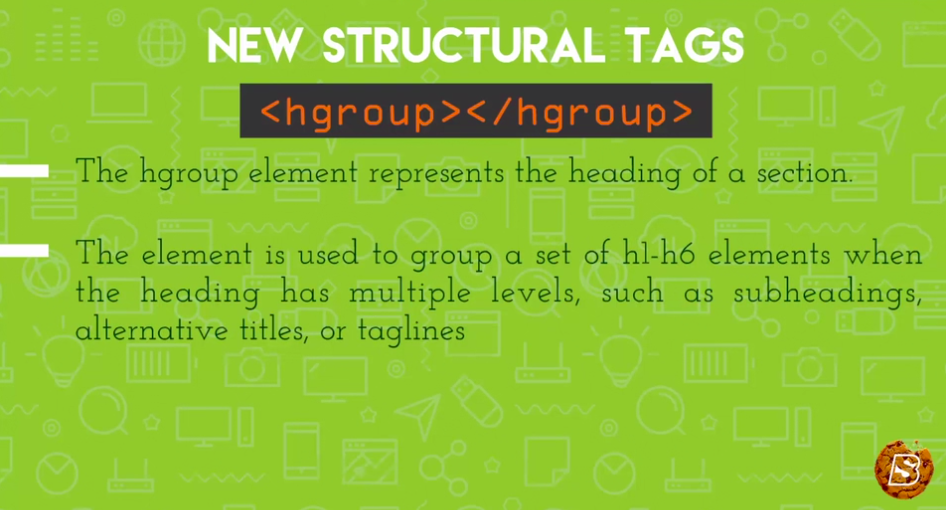 NEW STRUCTURAL TAGS
<hgroup></hgroup>
The hgroup element represents the heading of a section.
The element is used to group a set of h1-h6 elements when
the heading has multiple levels, such as subheadings,
alternative titles, or taglines
B